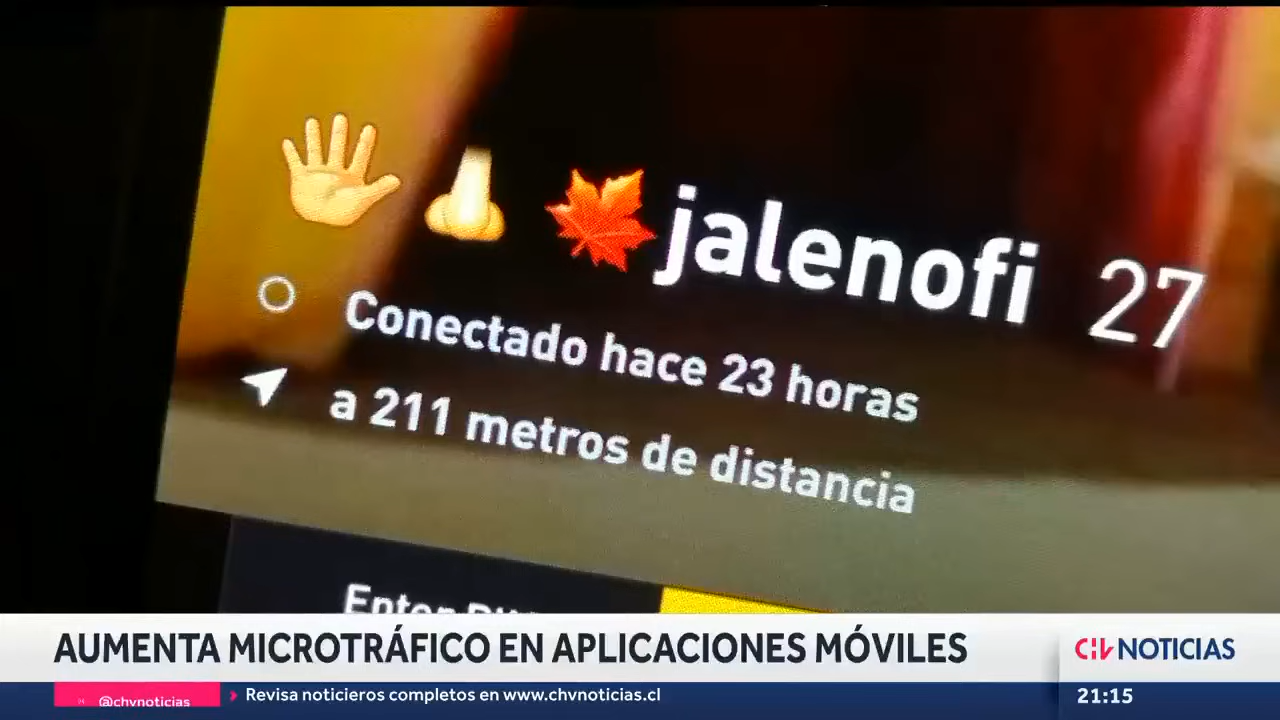 🖐️👃🍁jalenofi 27
Conectado hace 23 horas
a 211 metros de distancia
Enter
AUMENTA MICROTRÁFICO EN APLICACIONES MÓVILES
CHV NOTICIAS
@chvnoticias
Revisa noticieros completos en www.chvnoticias.cl
21:15